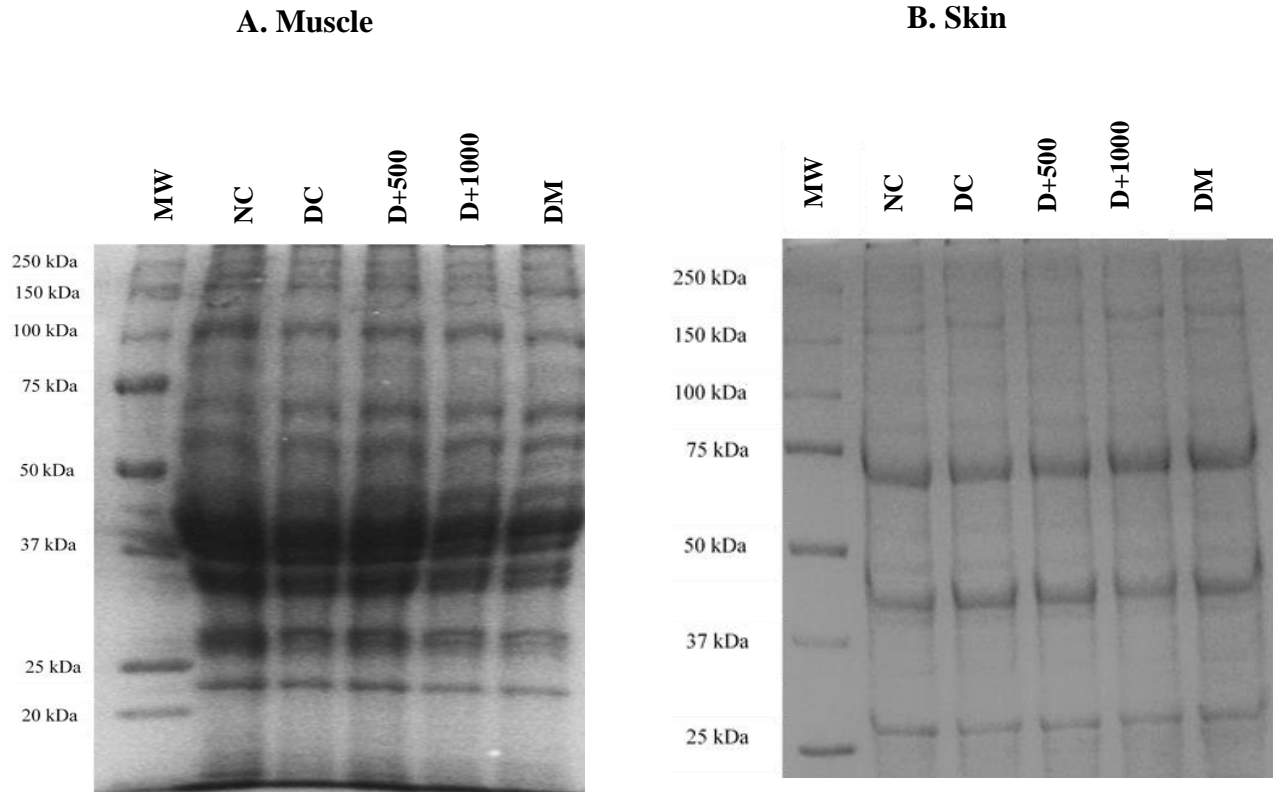 A. Muscle
MW
NC
DC
D+500
D+1000
DM
250 kDa
150 kDa
100 kDa
75 kDa
50 kDa
37 kDa
25 kDa
20 kDa
B. Skin
MW
NC
DC
D+500
D+1000
DM
250 kDa
150 kDa
100 kDa
75 kDa
50 kDa
37 kDa
25 kDa